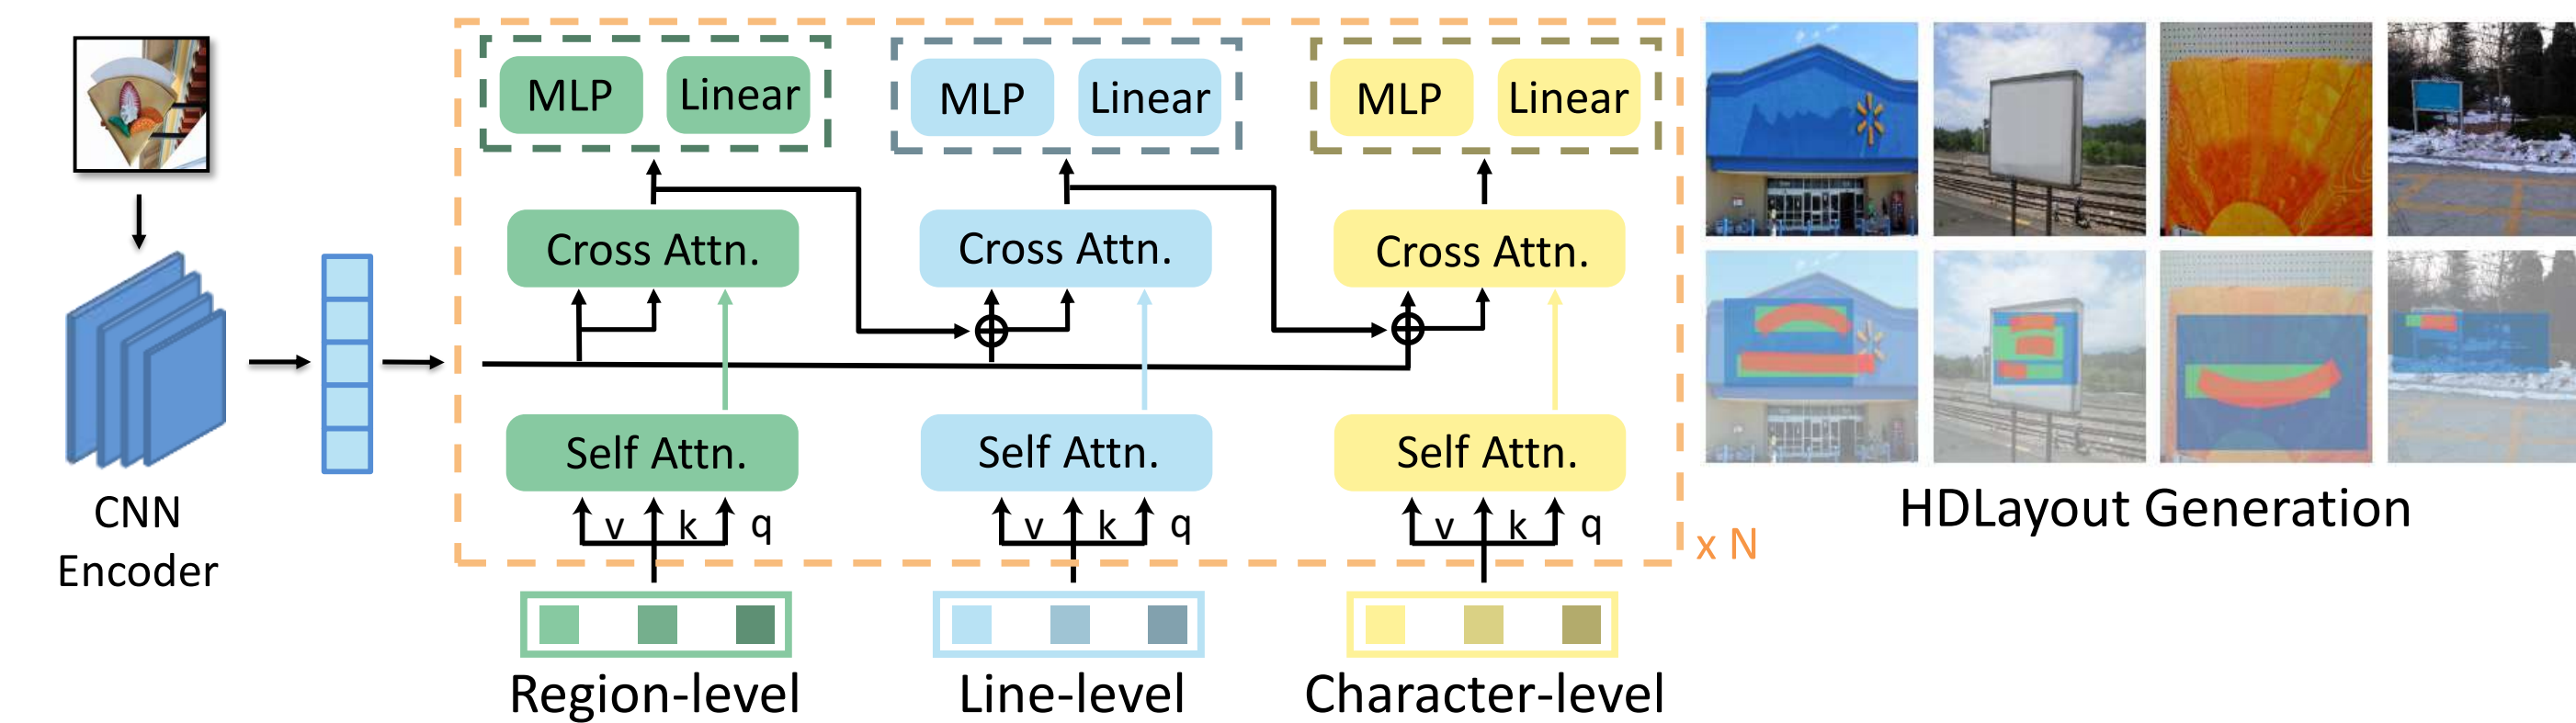 MLP Linear
MLP Linear
MLP Linear
Cross Attn.
Cross Attn.
Cross Attn.
Self Attn.
Self Attn.
Self Attn.
v k q
v k q
v k q
x N
CNN
Encoder
Region-level
Line-level
Character-level
HDLayout Generation